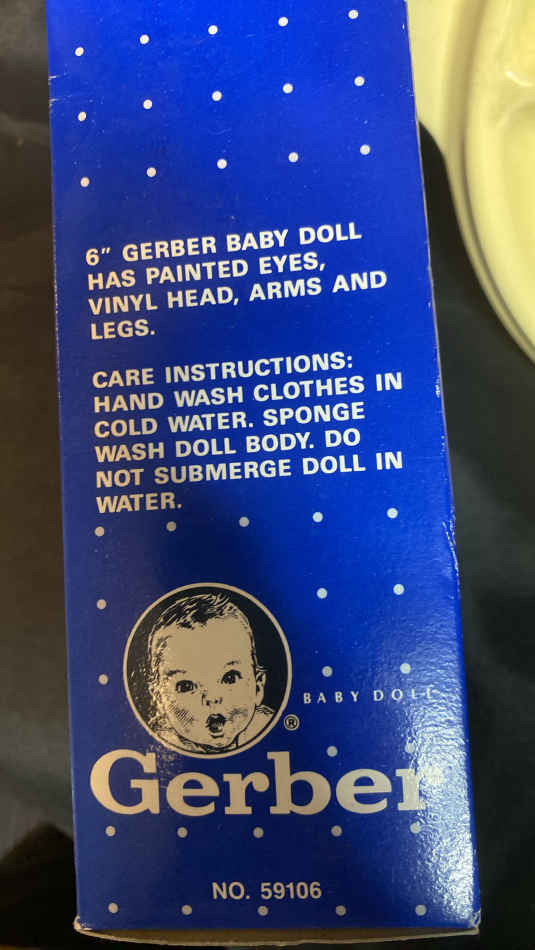 6" GERBER BABY DOLL
HAS PAINTED EYES,
VINYL HEAD, ARMS AND
LEGS.
CARE INSTRUCTIONS:
HAND WASH CLOTHES IN
COLD WATER. SPONGE
WASH DOLL BODY. DO
NOT SUBMERGE DOLL IN
WATER.
BABY DOLL
®
Gerber
NO. 59106